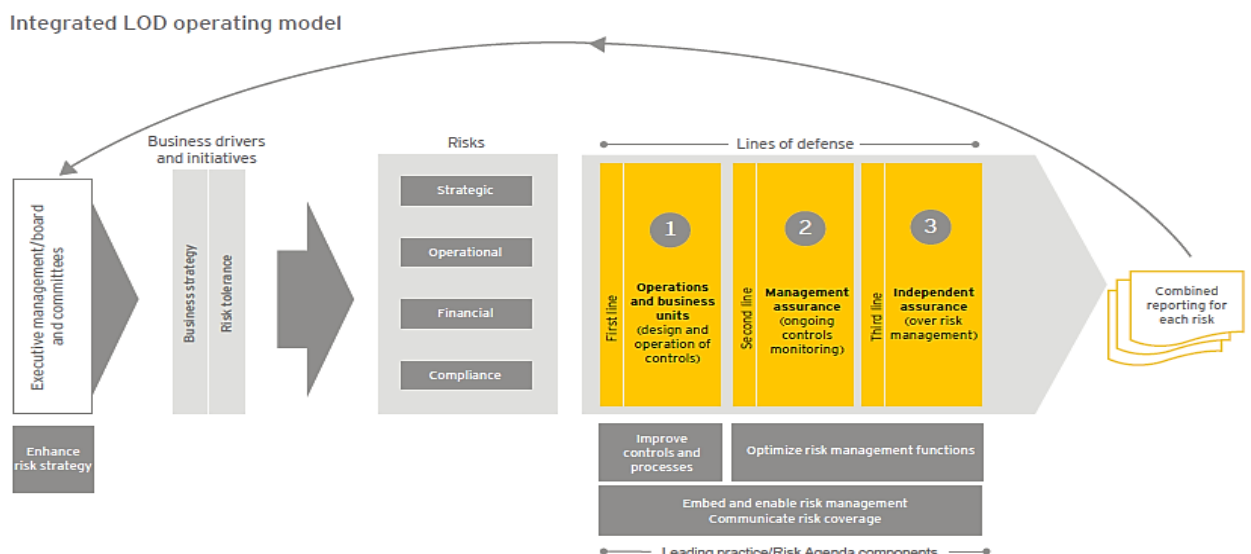 Integrated LOD operating model
Business drivers
and initiatives
Risks
Lines of defense
Executive management/board
and committees
Business strategy
Risk tolerance
Strategic
Operational
Financial
Compliance
First line
1
Operations
and business
units
(design and
operation of
controls)
Second line
2
Management
assurance
(ongoing
controls
monitoring)
Third line
3
Independent
assurance
(over risk
management)
Combined
reporting for
each risk
Enhance
risk strategy
Improve
controls and
processes
Optimize risk management functions
Embed and enable risk management
Communicate risk coverage
Leading practice/Risk Agenda components